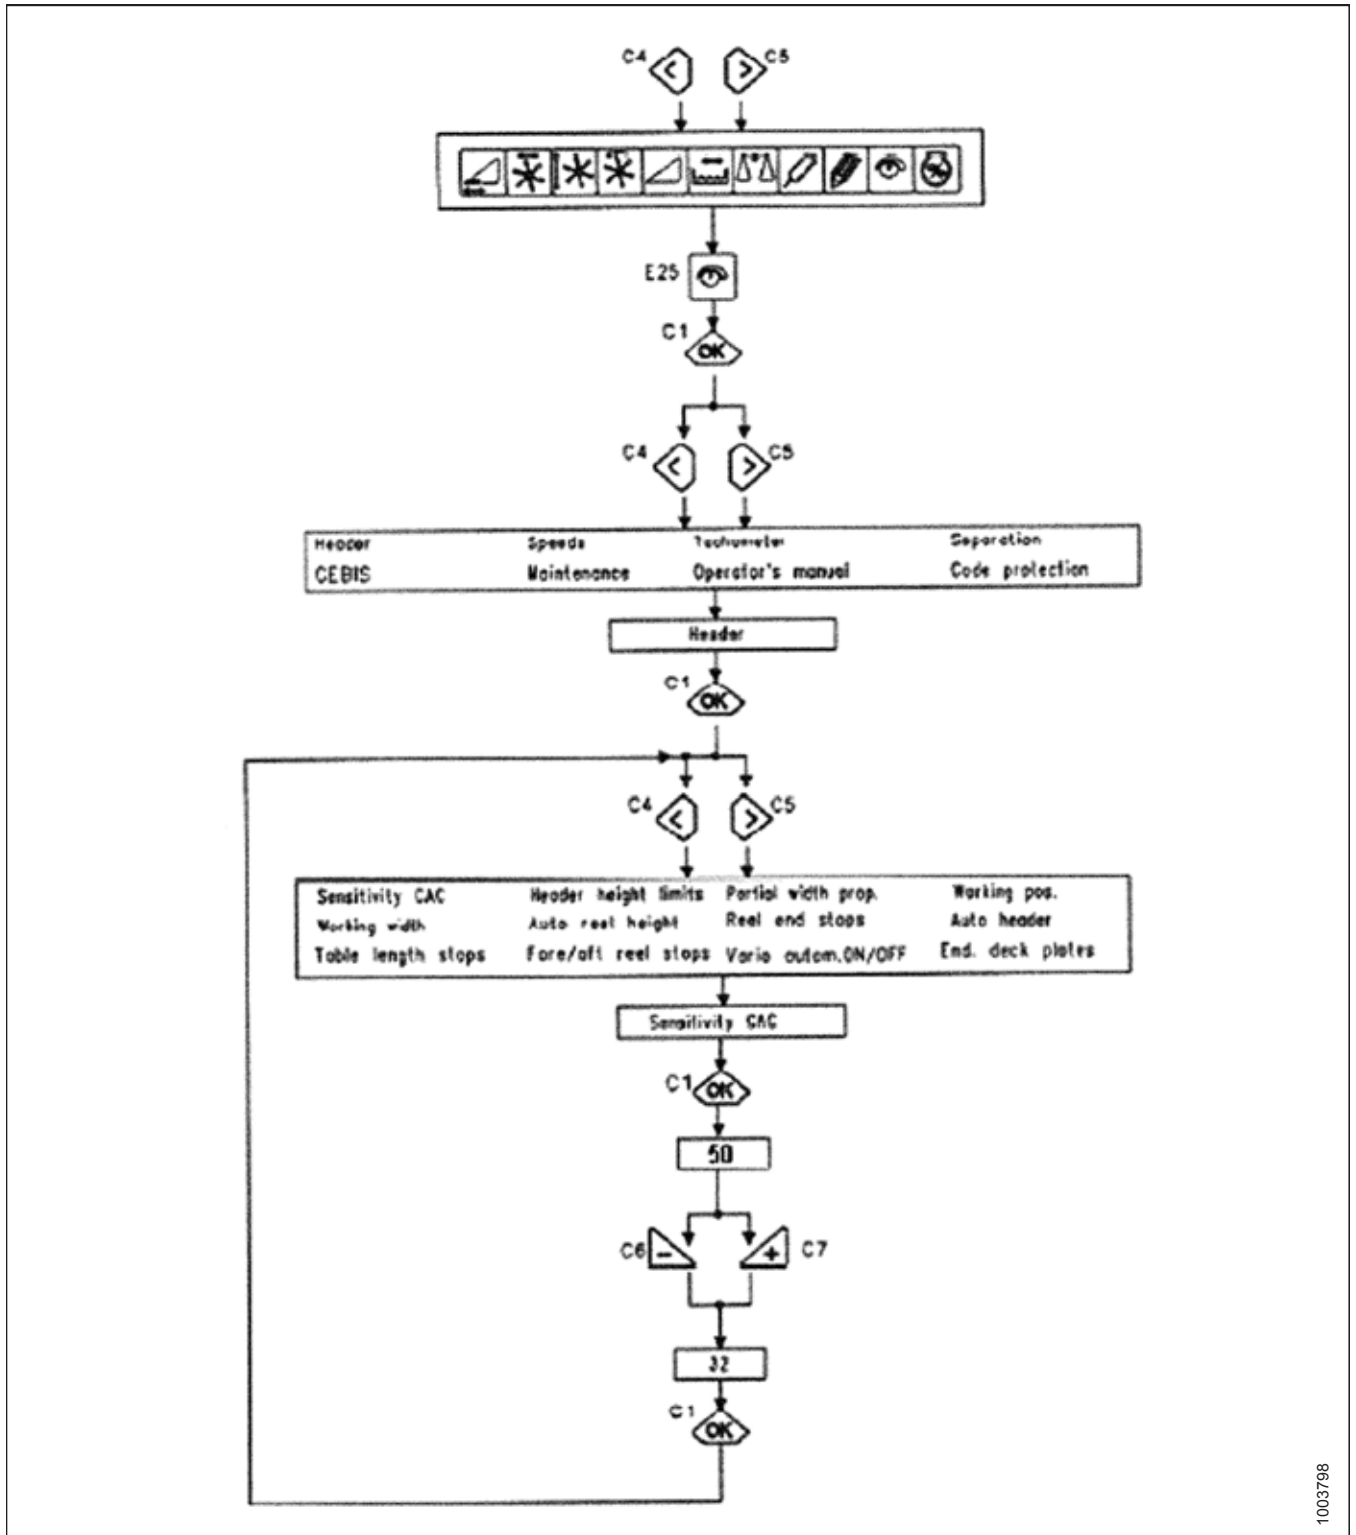 C4 < > C5
E25
C1
OK
C4 < > C5
Header Speeds Tachometer Separation
CEBIS Maintenance Operator's manual Code protection
Header
C1
OK
C4 < > C5
Sensitivity CAC Header height limits Partial width prop. Working pos.
Working width Auto reel height Reel end stops Auto header
Table length stops Fore/aft reel stops Vario autom.ON/OFF End. deck plates
Sensitivity CAC
C1 OK
50
C6 - + C7
32
C1
OK
1003798